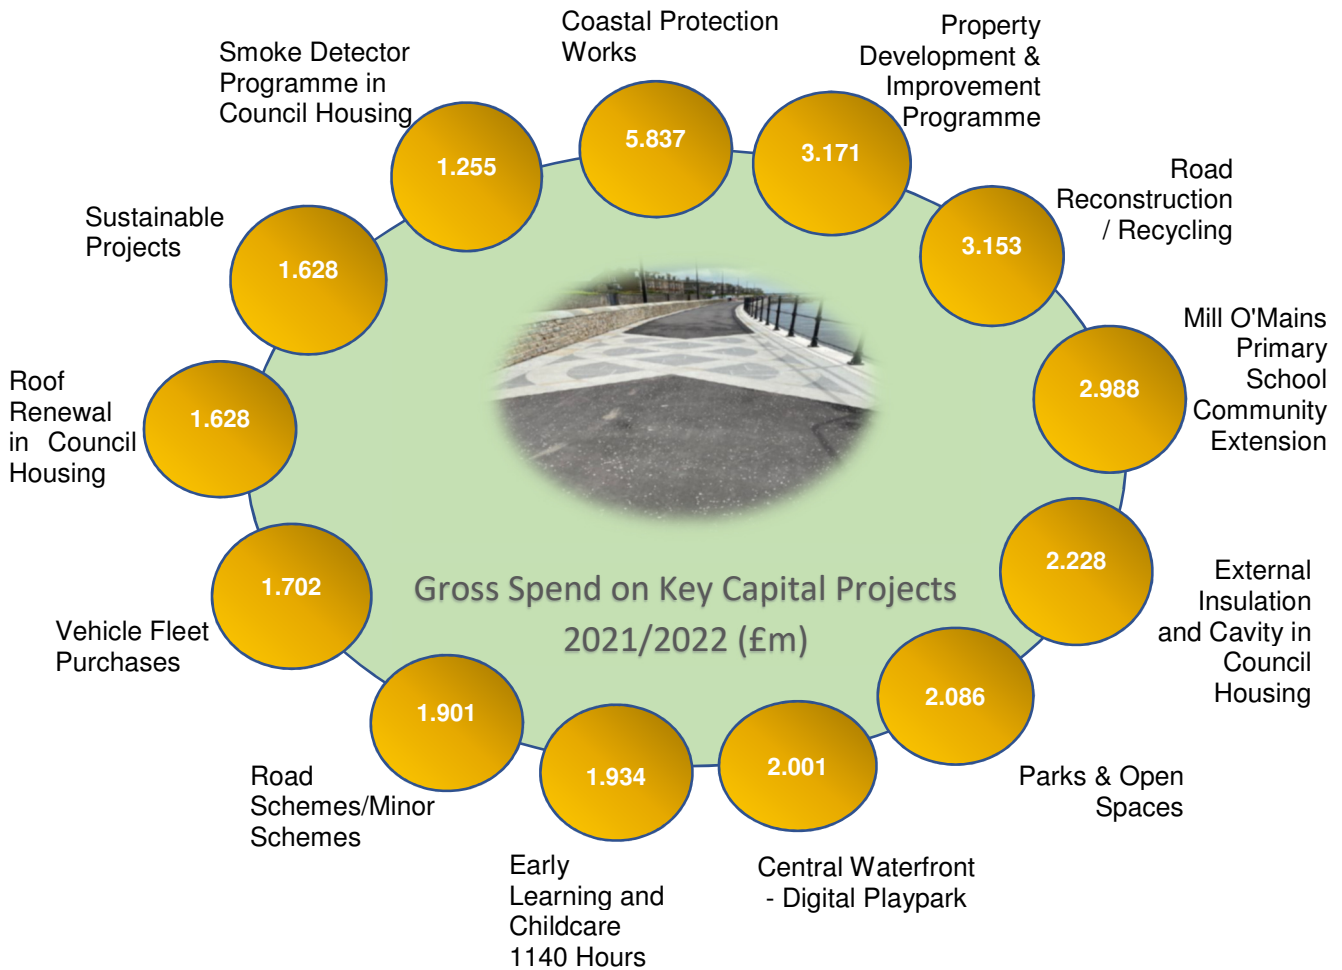 Coastal Protection
Works
5.837
Property
Development &
Improvement
Programme
3.171
Road
Reconstruction
/ Recycling
3.153
Mill O'Mains
Primary
School
Community
Extension
2.988
External
Insulation
and Cavity in
Council
Housing
2.228
Parks & Open
Spaces
2.086
Central Waterfront
- Digital Playpark
2.001
Early
Learning and
Childcare
1140 Hours
1.934
Road
Schemes/Minor
Schemes
1.901
Vehicle Fleet
Purchases
1.702
Roof
Renewal
in Council
Housing
1.628
Sustainable
Projects
1.628
Smoke Detector
Programme in
Council Housing
1.255
Gross Spend on Key Capital Projects
2021/2022 (£m)